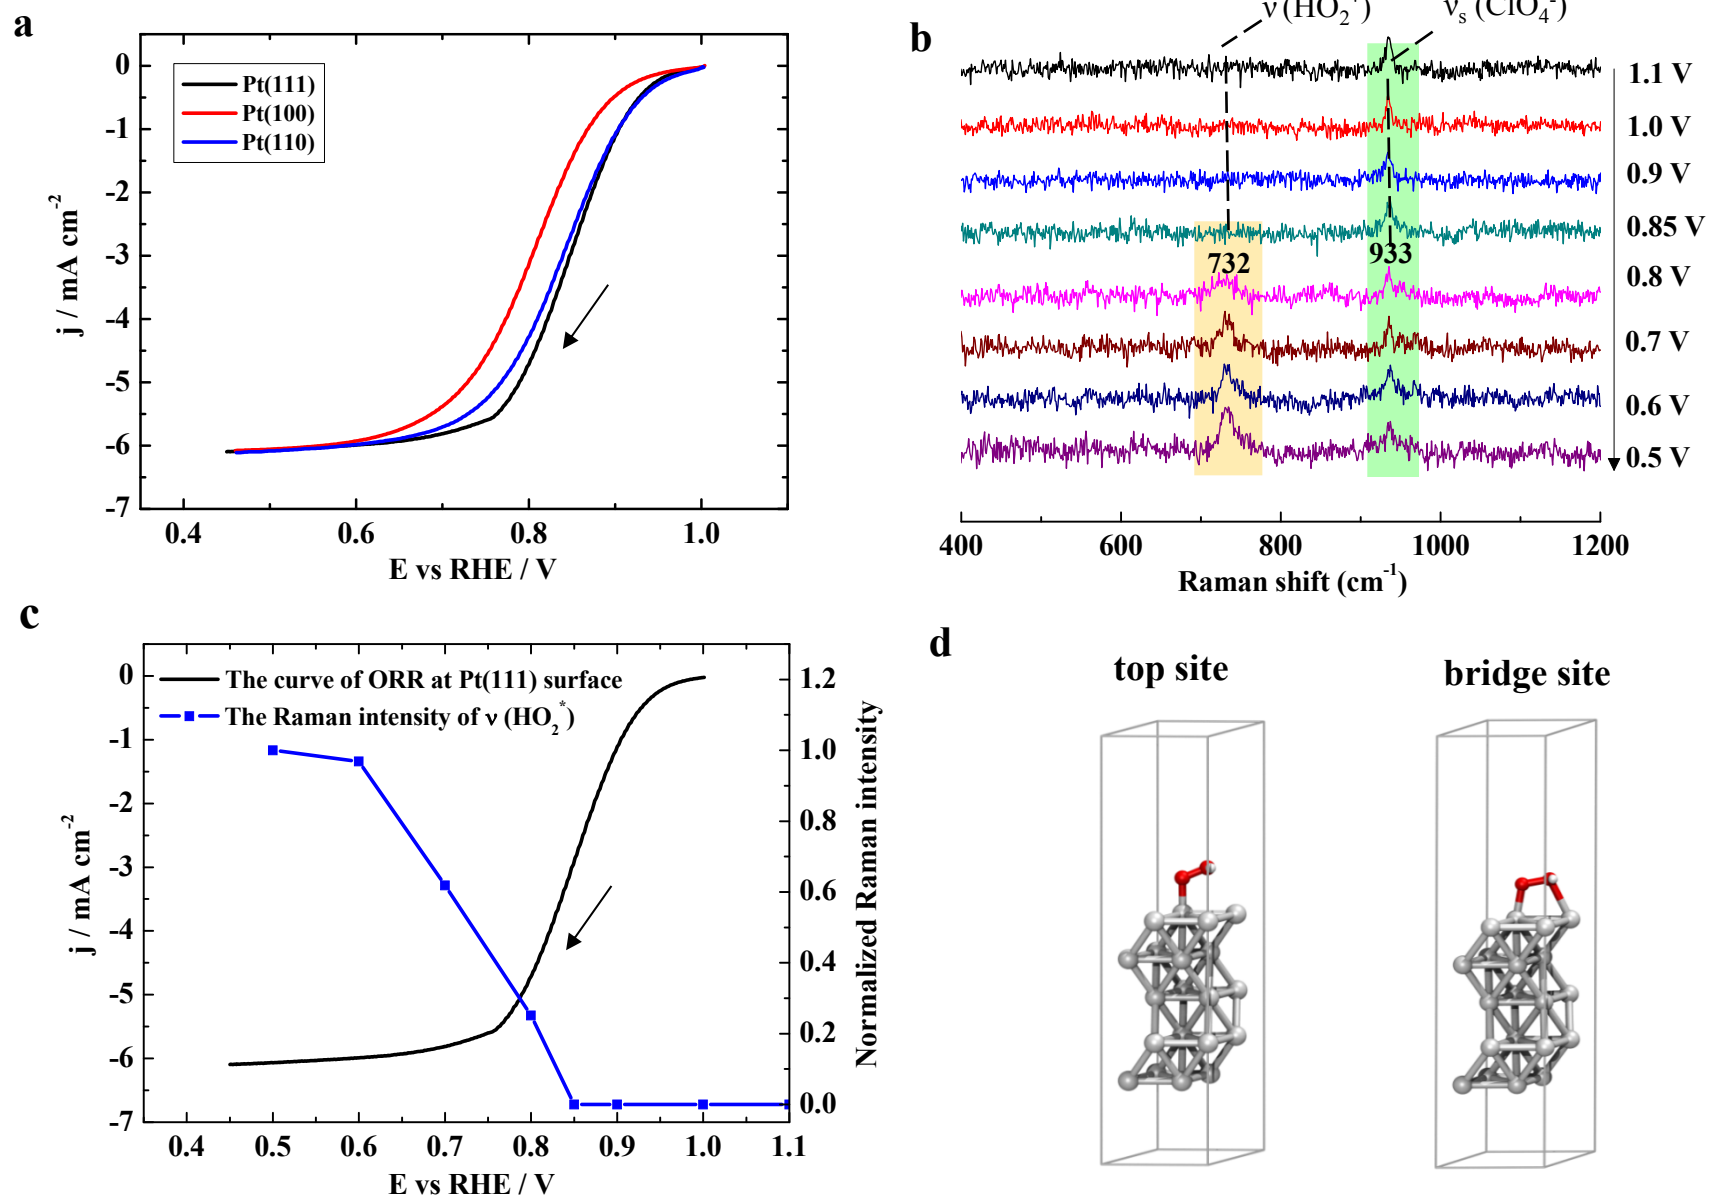 a
0
-1
-2
-3
-4
-5
-6
-7
j / mA cm-2
Pt(111)
Pt(100)
Pt(110)
0.4
0.6
0.8
1.0
E vs RHE / V
b
ν (HO2*)
νs (ClO4-)
1.1 V
1.0 V
0.9 V
0.85 V
0.8 V
0.7 V
0.6 V
0.5 V
732
933
400
600
800
1000
1200
Raman shift (cm-1)
c
0
-1
-2
-3
-4
-5
-6
-7
j / mA cm-2
The curve of ORR at Pt(111) surface
The Raman intensity of ν (HO2*)
1.2
1.0
0.8
0.6
0.4
0.2
0.0
Normalized Raman intensity
0.4
0.5
0.6
0.7
0.8
0.9
1.0
1.1
E vs RHE / V
d
top site
bridge site